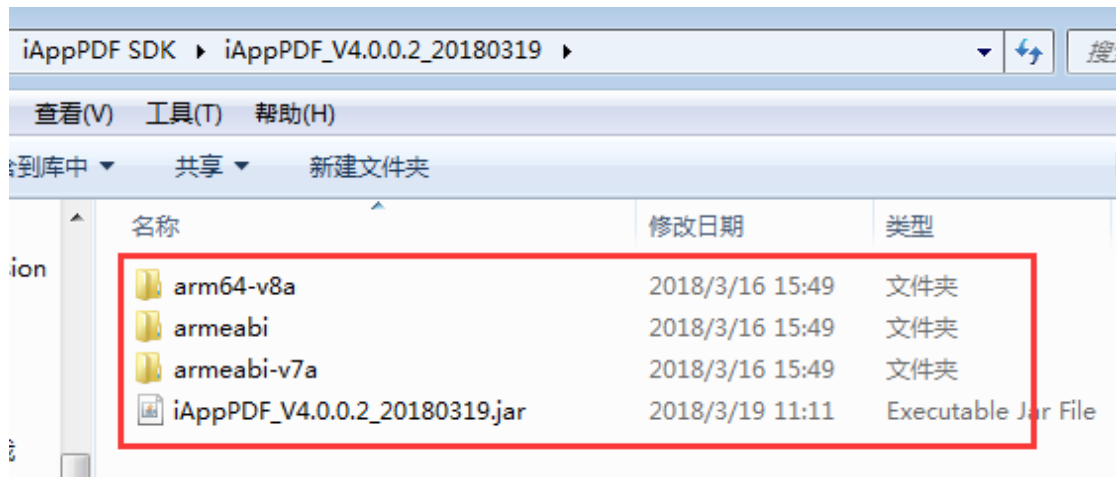 iAppPDF SDK ▸ iAppPDF_V4.0.0.2_20180319 ▸
查看(V) 工具(T) 帮助(H)
到库中 共享 新建文件夹
名称 修改日期 类型
arm64-v8a 2018/3/16 15:49 文件夹
armeabi 2018/3/16 15:49 文件夹
armeabi-v7a 2018/3/16 15:49 文件夹
iAppPDF_V4.0.0.2_20180319.jar 2018/3/19 11:11 Executable Jar File